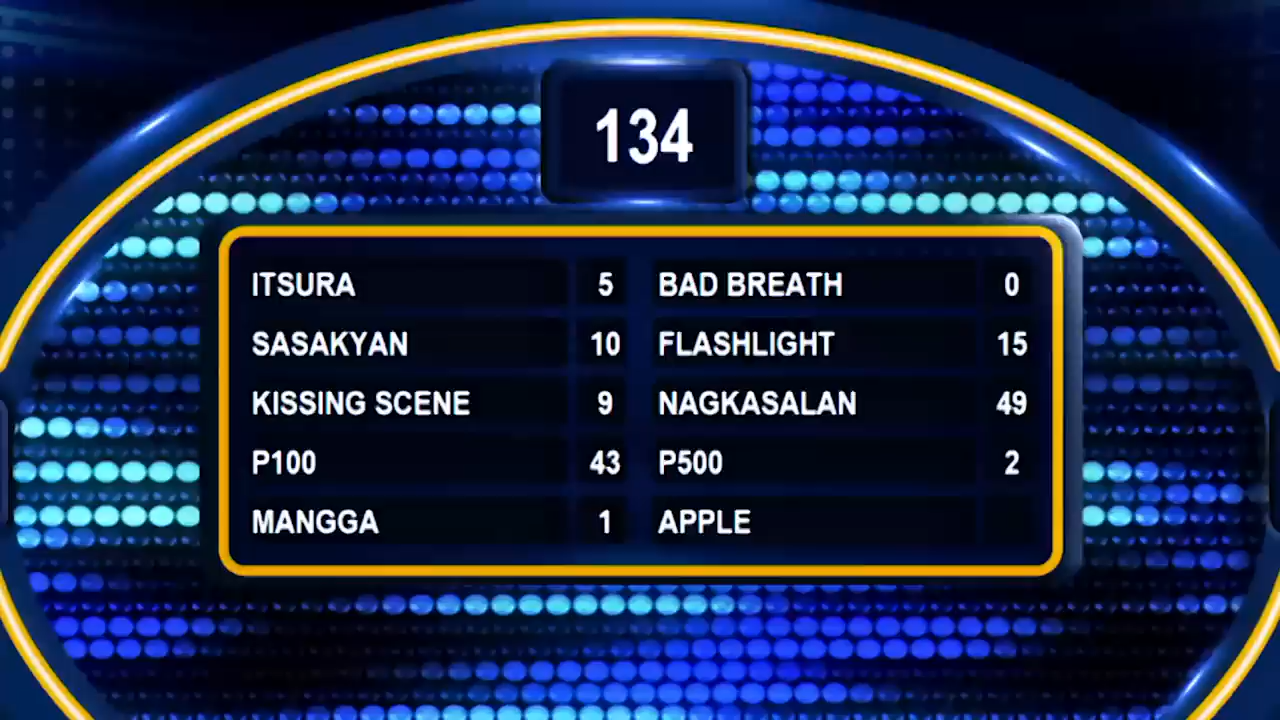 134
ITSURA 5 BAD BREATH 0
SASAKYAN 10 FLASHLIGHT 15
KISSING SCENE 9 NAGKASALAN 49
P100 43 P500 2
MANGGA 1 APPLE